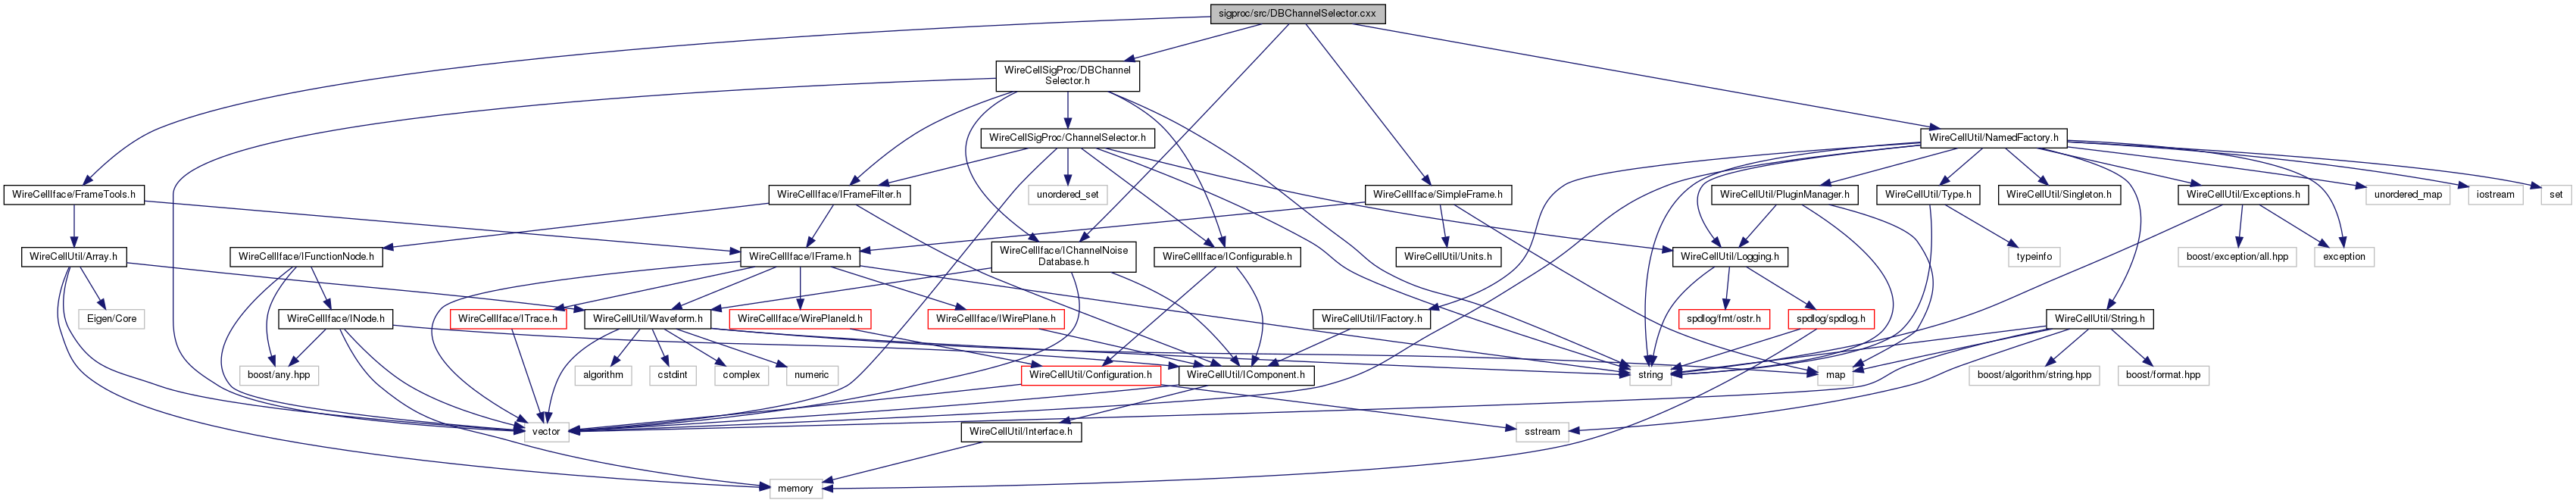 sigproc/src/DBChannelSelector.cxx
WireCellSigProc/DBChannel
Selector.h
WireCellSigProc/ChannelSelector.h
WireCellUtil/NamedFactory.h
WireCellIface/FrameTools.h
WireCellIface/IFrameFilter.h
unordered_set
WireCellIface/SimpleFrame.h
WireCellUtil/PluginManager.h
WireCellUtil/Type.h
WireCellUtil/Singleton.h
WireCellUtil/Exceptions.h
unordered_map
iostream
set
WireCellUtil/Array.h
WireCellIface/IFunctionNode.h
WireCellIface/IFrame.h
WireCellIface/IChannelNoise
Database.h
WireCellIface/IConfigurable.h
WireCellUtil/Units.h
WireCellUtil/Logging.h
typeinfo
boost/exception/all.hpp
exception
Eigen/Core
WireCellIface/INode.h
WireCellIface/ITrace.h
WireCellUtil/Waveform.h
WireCellIface/WirePlaneId.h
WireCellIface/IWirePlane.h
WireCellUtil/IFactory.h
spdlog/fmt/ostr.h
spdlog/spdlog.h
WireCellUtil/String.h
boost/any.hpp
algorithm
cstdint
complex
numeric
WireCellUtil/Configuration.h
WireCellUtil/IComponent.h
string
map
boost/algorithm/string.hpp
boost/format.hpp
vector
WireCellUtil/Interface.h
sstream
memory